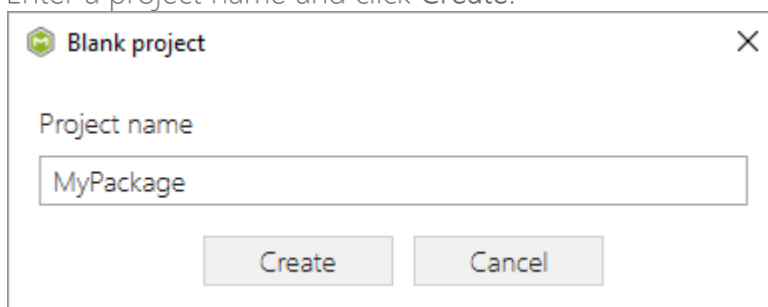 Enter a project name and click Create.
Blank project
Project name
MyPackage
Create Cancel